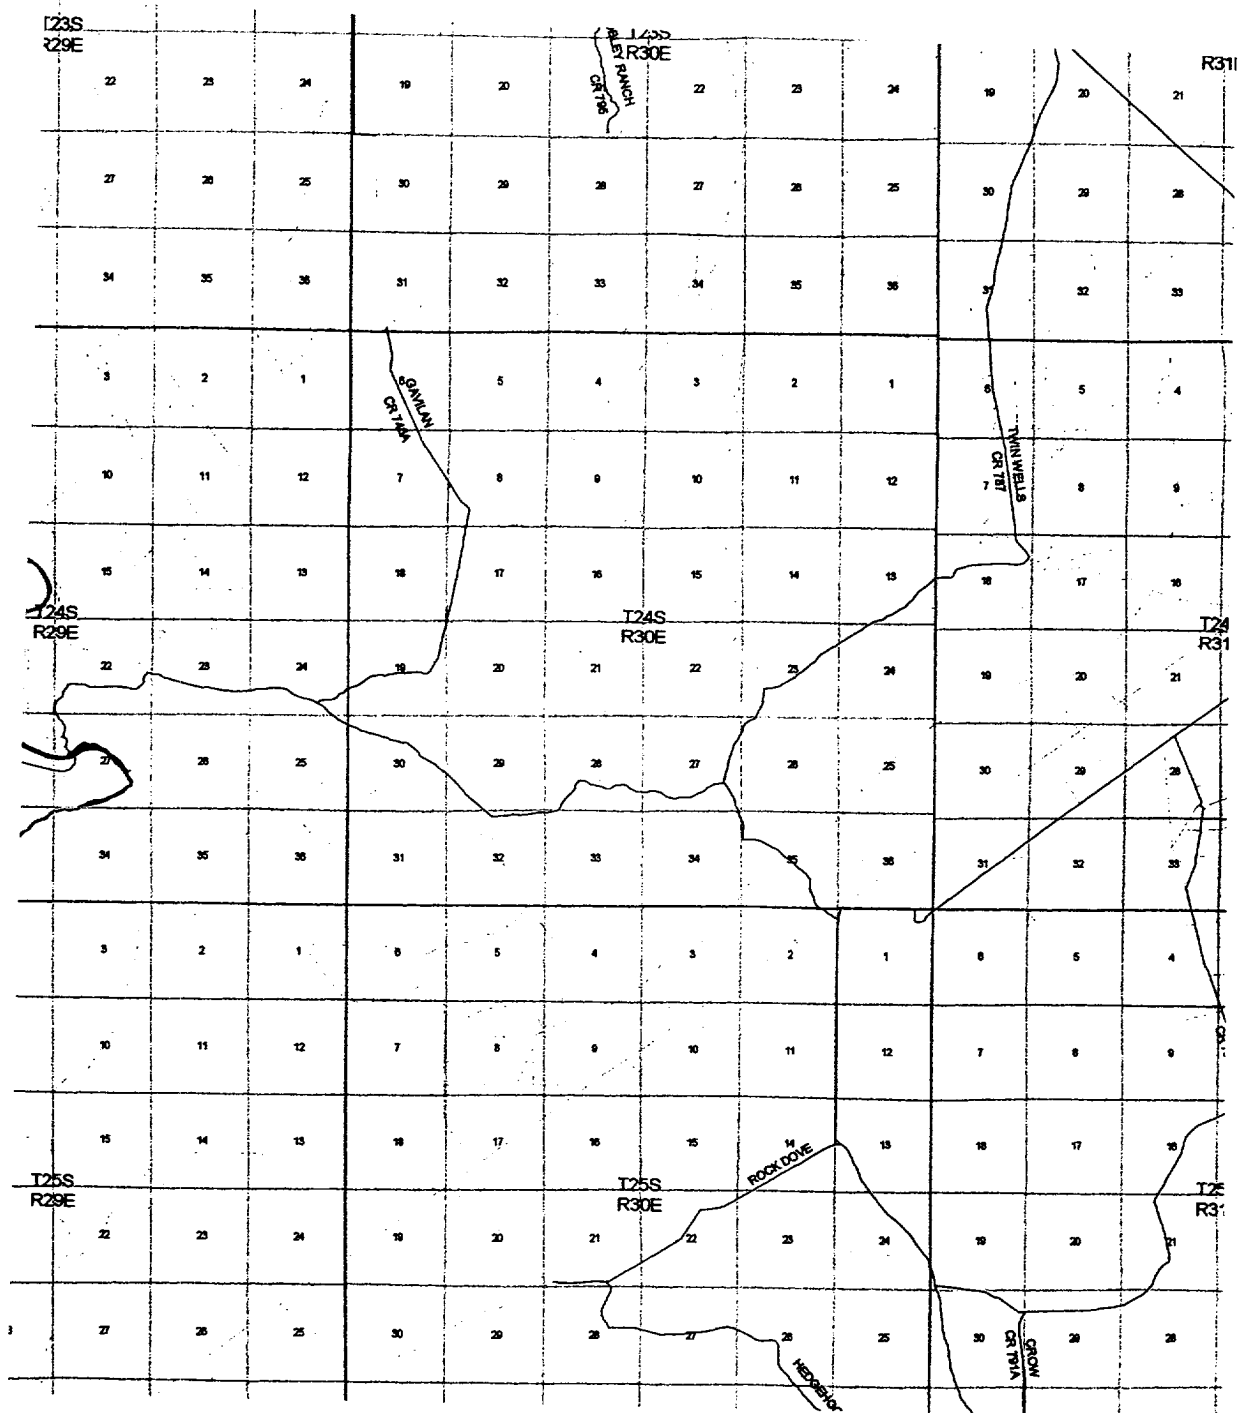 T23S
R29E
R30E
R31E
BLEY RANCH
CR 795
22 23 24 19 20 22 23 24 19 20 21
27 26 25 30 29 28 27 26 25 30 29 28
34 35 36 31 32 33 34 35 36 31 32 33
3 2 1 6 5 4 3 2 1 6 5 4
GAVILAN
CR 746A
TWIN WELLS
CR 787
10 11 12 7 8 9 10 11 12 7 8 9
15 14 13 18 17 16 15 14 13 18 17 16
T24S
R29E
T24S
R30E
T24
R31
22 23 24 19 20 21 22 23 24 19 20 21
27 26 25 30 29 28 27 26 25 30 29 28
34 35 36 31 32 33 34 35 36 31 32 33
3 2 1 6 5 4 3 2 1 6 5 4
10 11 12 7 8 9 10 11 12 7 8 9
15 14 13 18 17 16 15 14 13 18 17 16
ROCK DOVE
T25S
R29E
T25S
R30E
T25
R31
22 23 24 19 20 21 22 23 24 19 20 21
3 27 26 25 30 29 28 27 26 25 30 29 28
CROW
CR 791A
HEDGEHOG